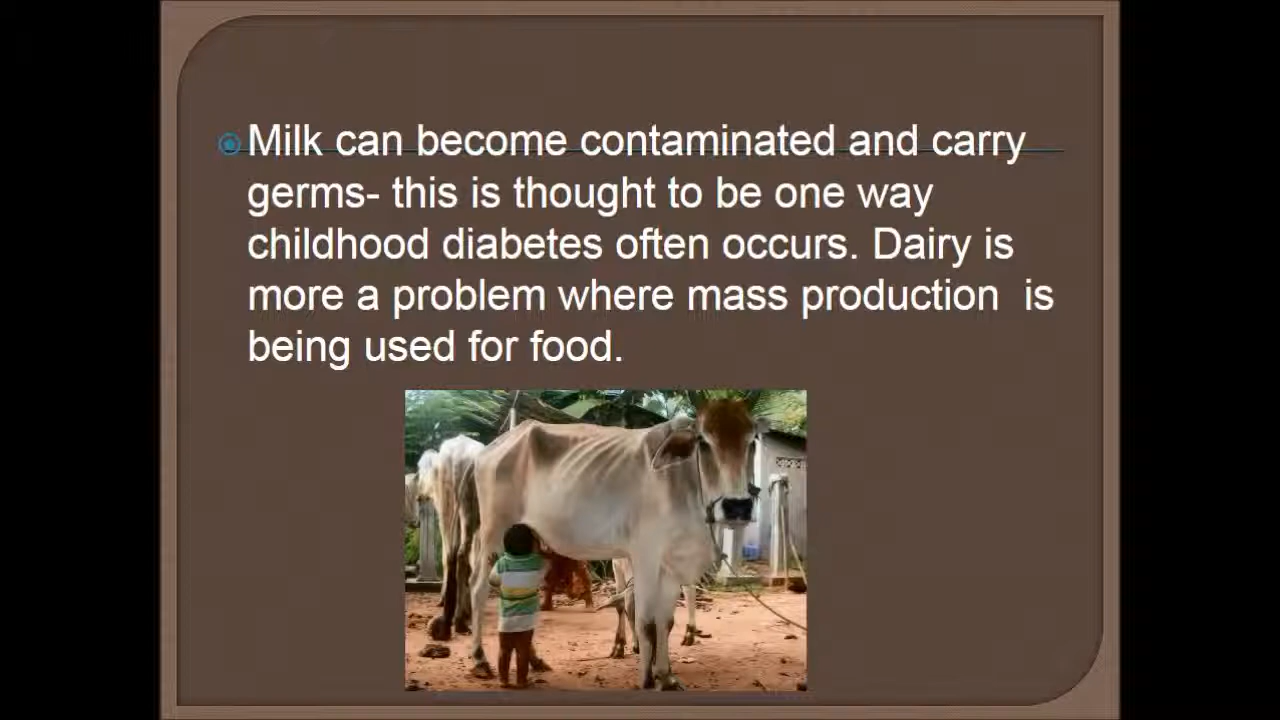 Milk can become contaminated and carry
germs- this is thought to be one way
childhood diabetes often occurs. Dairy is
more a problem where mass production  is
being used for food.